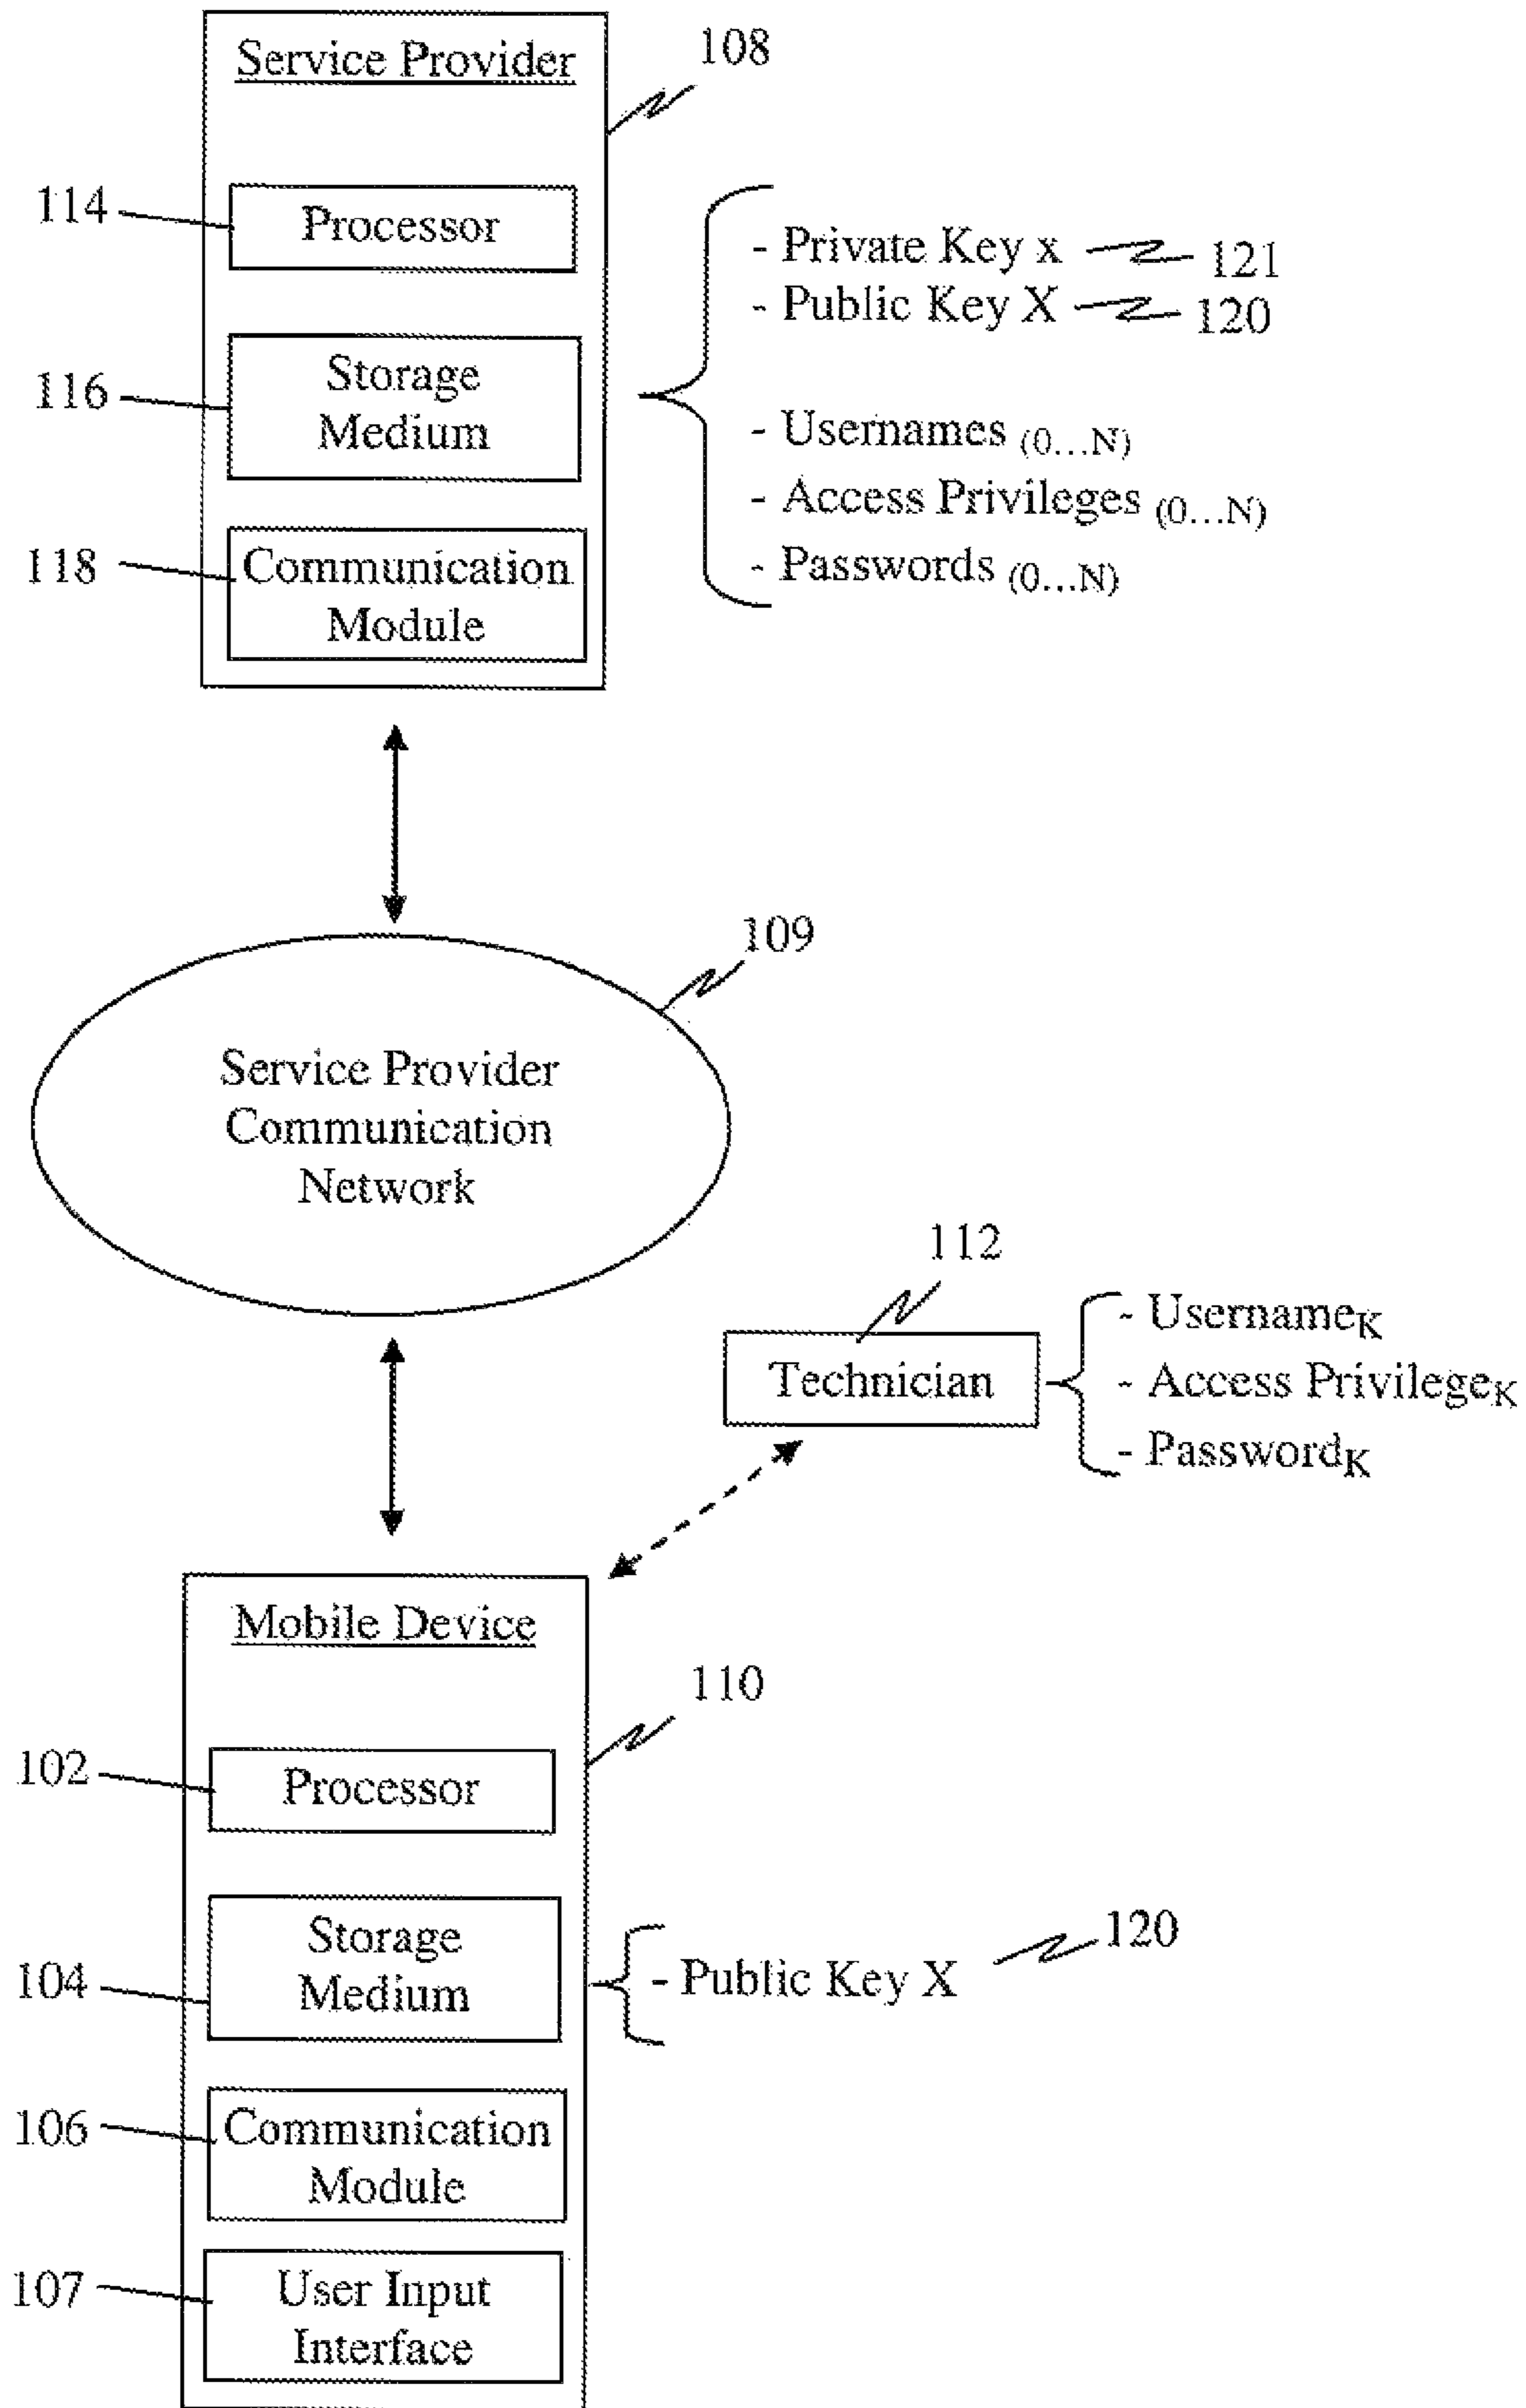 Service Provider
108
114
Processor
- Private Key x
121
- Public Key X
120
116
Storage
Medium
- Usernames (0...N)
- Access Privileges (0...N)
- Passwords (0...N)
118
Communication
Module
109
Service Provider
Communication
Network
112
Technician
- UsernameK
- Access PrivilegeK
- PasswordK
Mobile Device
110
102
Processor
104
Storage
Medium
- Public Key X
120
106
Communication
Module
107
User Input
Interface